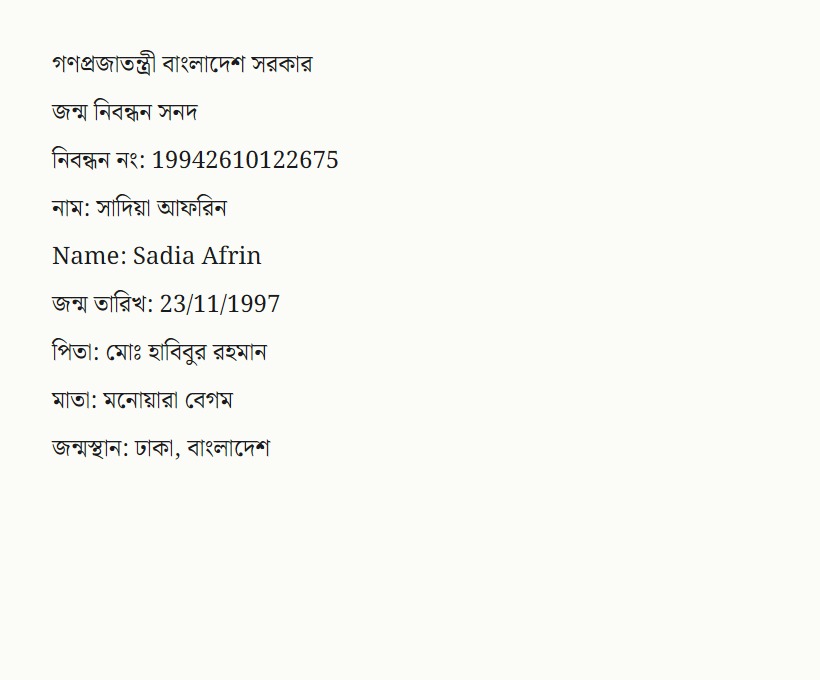 গণপ্রজাতন্ত্রী বাংলাদেশ সরকার
জন্ম নিবন্ধন সনদ
নিবন্ধন নং: 19942610122675
নাম: সাদিয়া আফরিন
Name: Sadia Afrin
জন্ম তারিখ: 23/11/1997
পিতা: মোঃ হাবিবুর রহমান
মাতা: মনোয়ারা বেগম
জন্মস্থান: ঢাকা, বাংলাদেশ